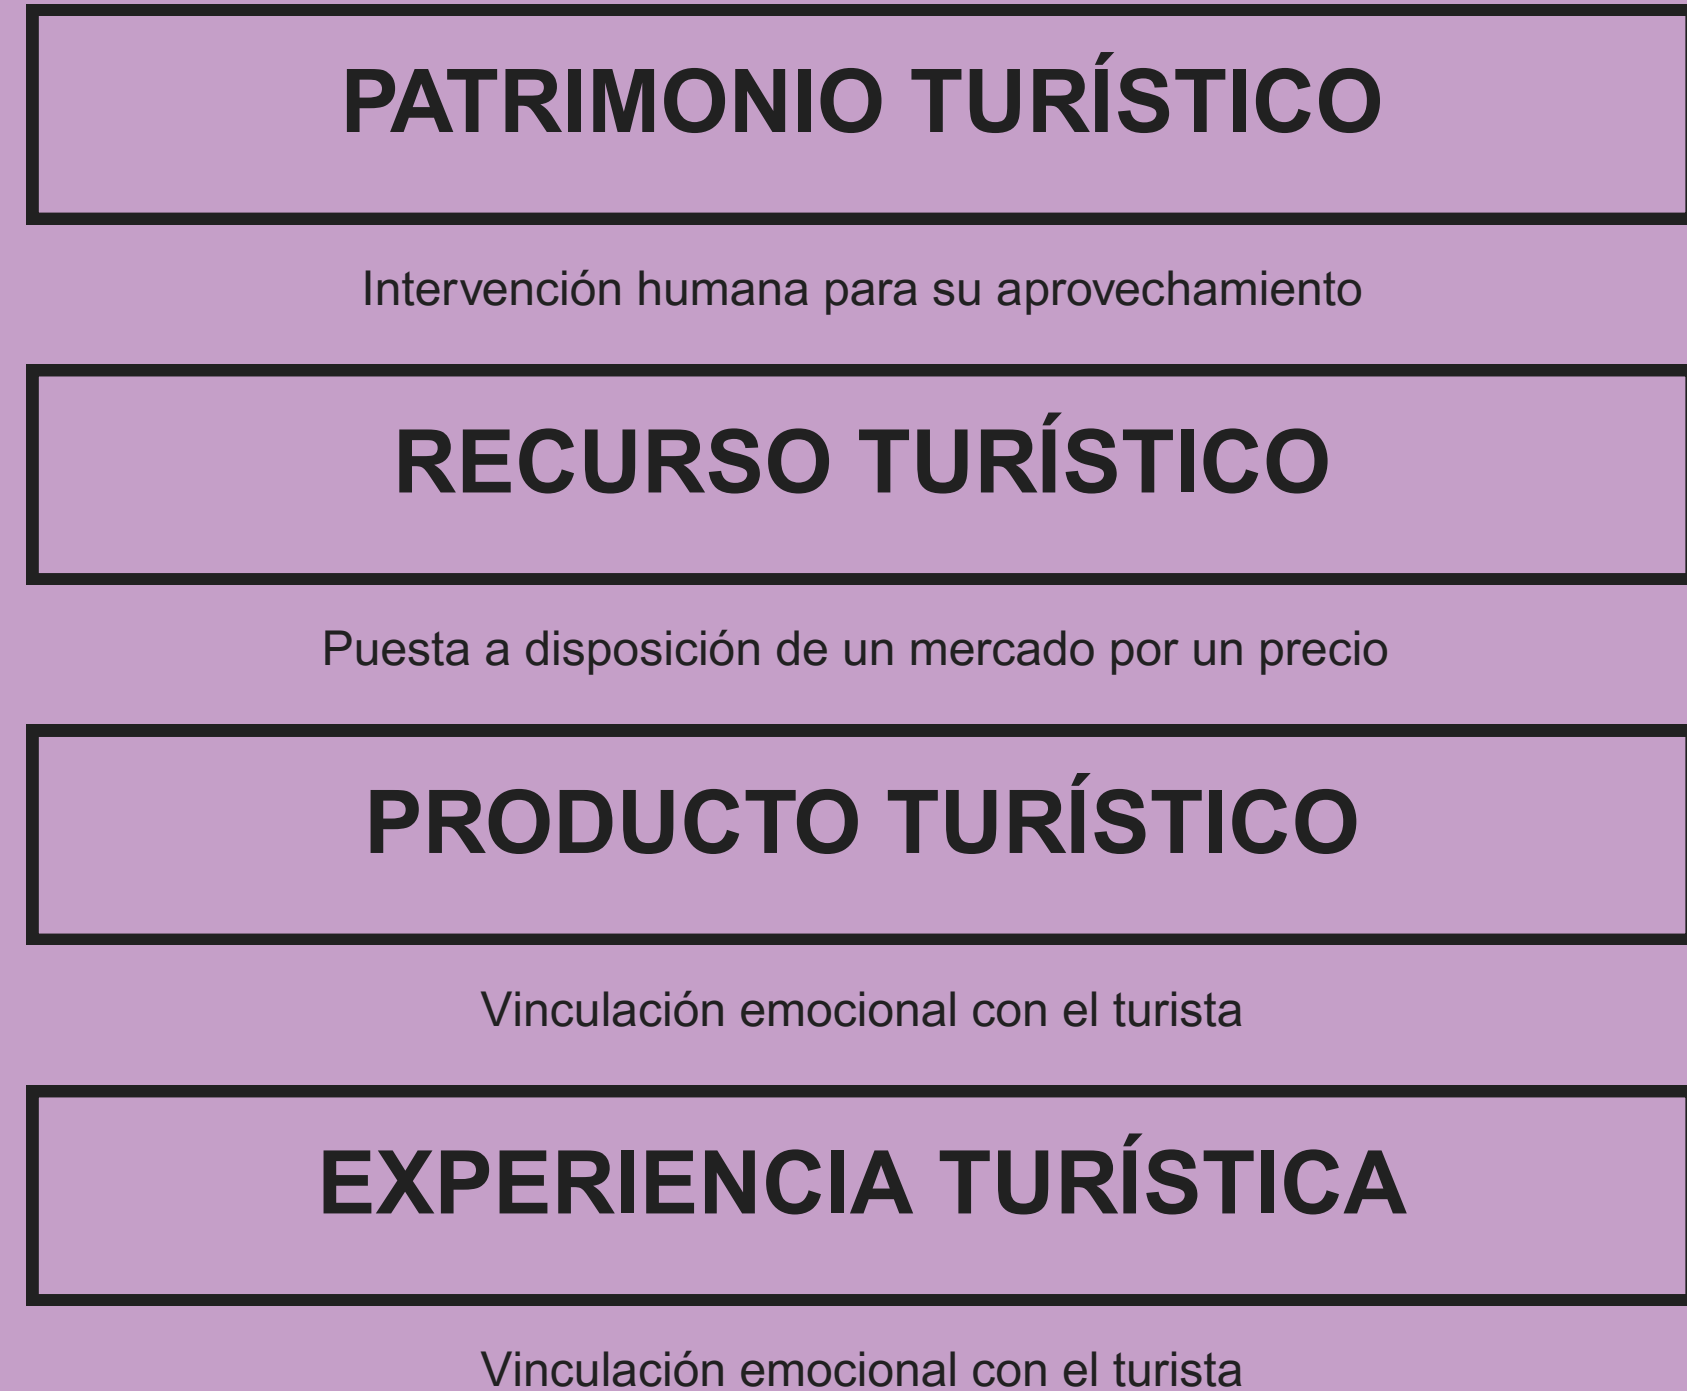 PATRIMONIO TURÍSTICO
Intervención humana para su aprovechamiento
RECURSO TURÍSTICO
Puesta a disposición de un mercado por un precio
PRODUCTO TURÍSTICO
Vinculación emocional con el turista
EXPERIENCIA TURÍSTICA
Vinculación emocional con el turista